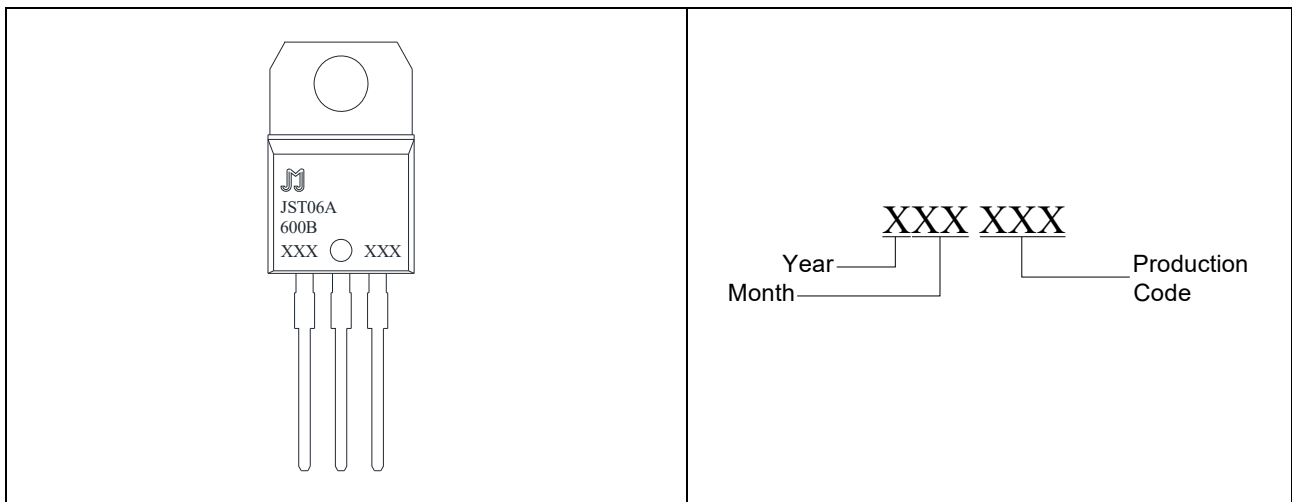 JST06A
600B
XXX XXX
XXX XXX
Year
Month
Production
Code